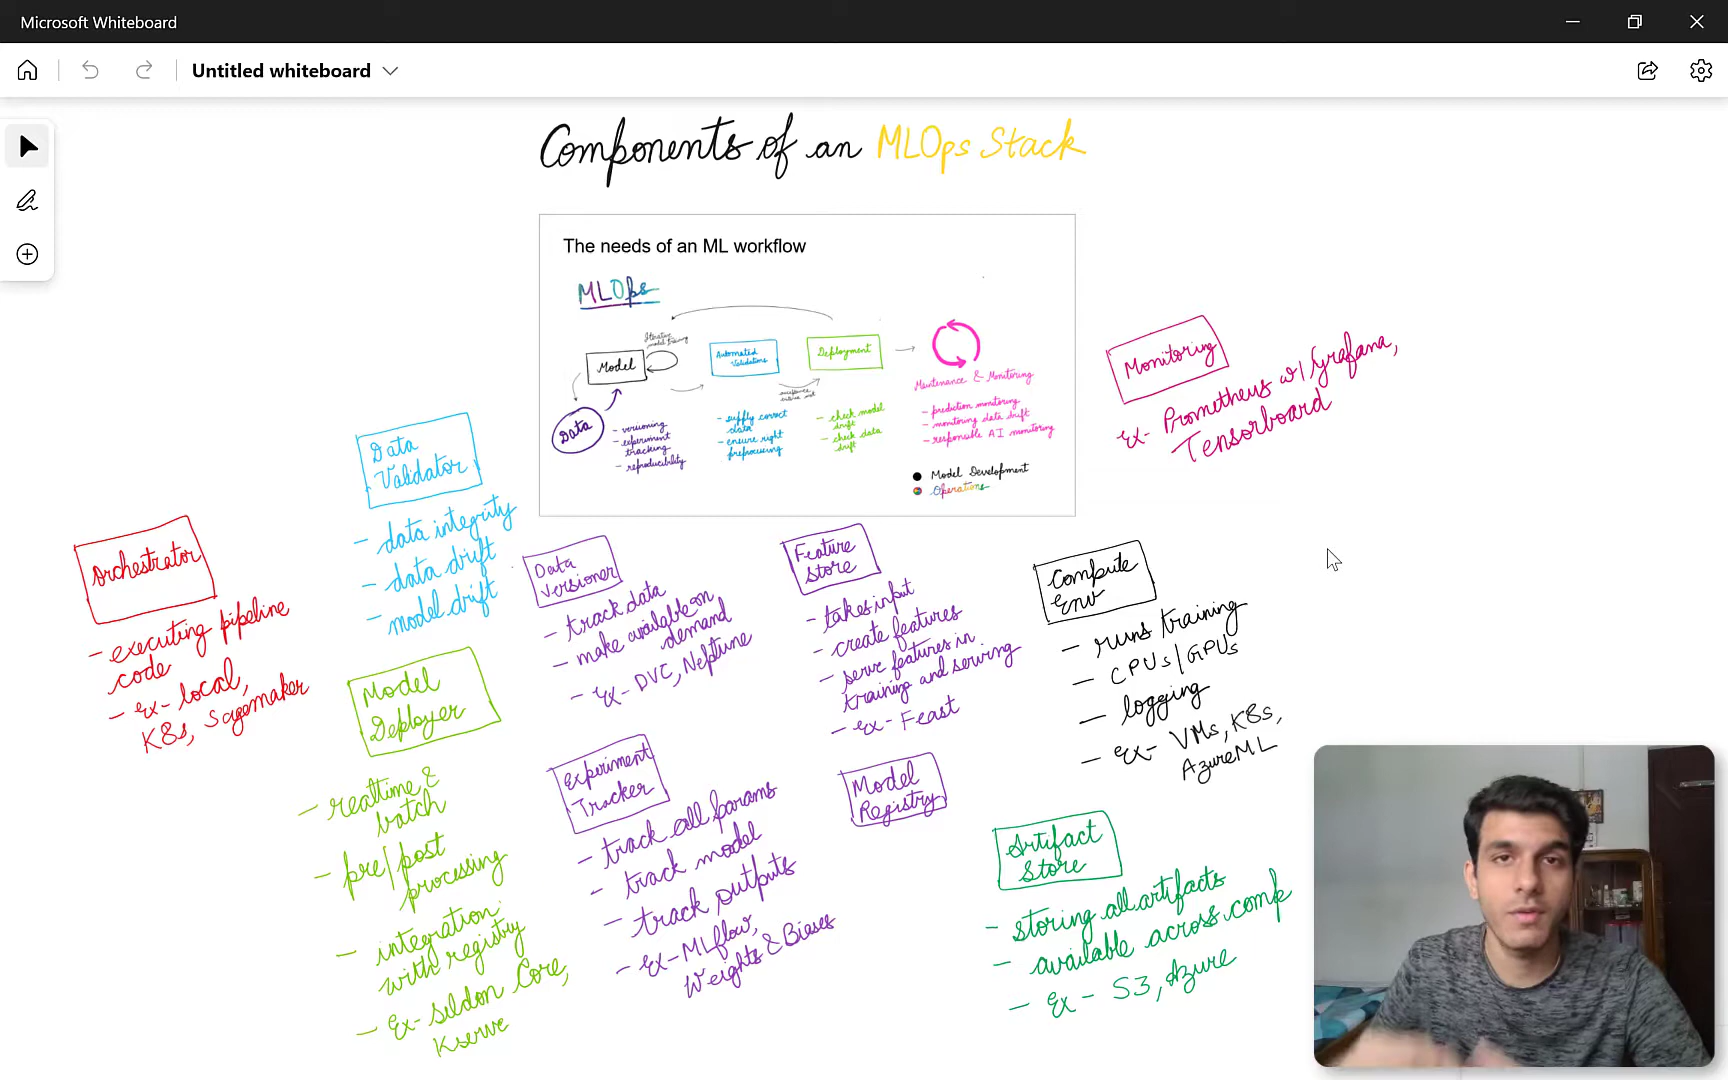 Microsoft Whiteboard
Untitled whiteboard
Components of an MLOps Stack
The needs of an ML workflow
MLOps
Iterative
model training
Model
Automated
Validations
Deployment
Data
- versioning
- experiment
tracking
- reproducibility
- supply correct
data
- ensure right
preprocessing
- check model
drift
- check data
drift
Maintenance & Monitoring
- prediction monitoring
- monitoring data drift
- responsible AI monitoring
Model Development
Operations
Monitoring
ex- Prometheus w/ Grafana,
Tensorboard
Data
Validator
- data integrity
- data drift
- model drift
Orchestrator
- executing pipeline
code
- ex- local,
K8s, Sagemaker
Model
Deployer
- realtime &
batch
- pre/post
processing
- integration
with registry
- Ex- seldon Core,
Kserve
Data
Versioner
- track data
- make available on
demand
- ex- DVC, Neptune
Experiment
Tracker
- track all params
- track model
- track outputs
- ex- MLflow,
Weights & Biases
Feature
Store
- takes input
- create features
- serve features in
training and serving
- ex- Feast
Model
Registry
Compute
Env
- runs training
- CPUs/GPUs
- logging
- ex- VMs, K8s,
AzureML
Artifact
Store
- storing all artifacts
- available across comp
- Ex - S3, Azure